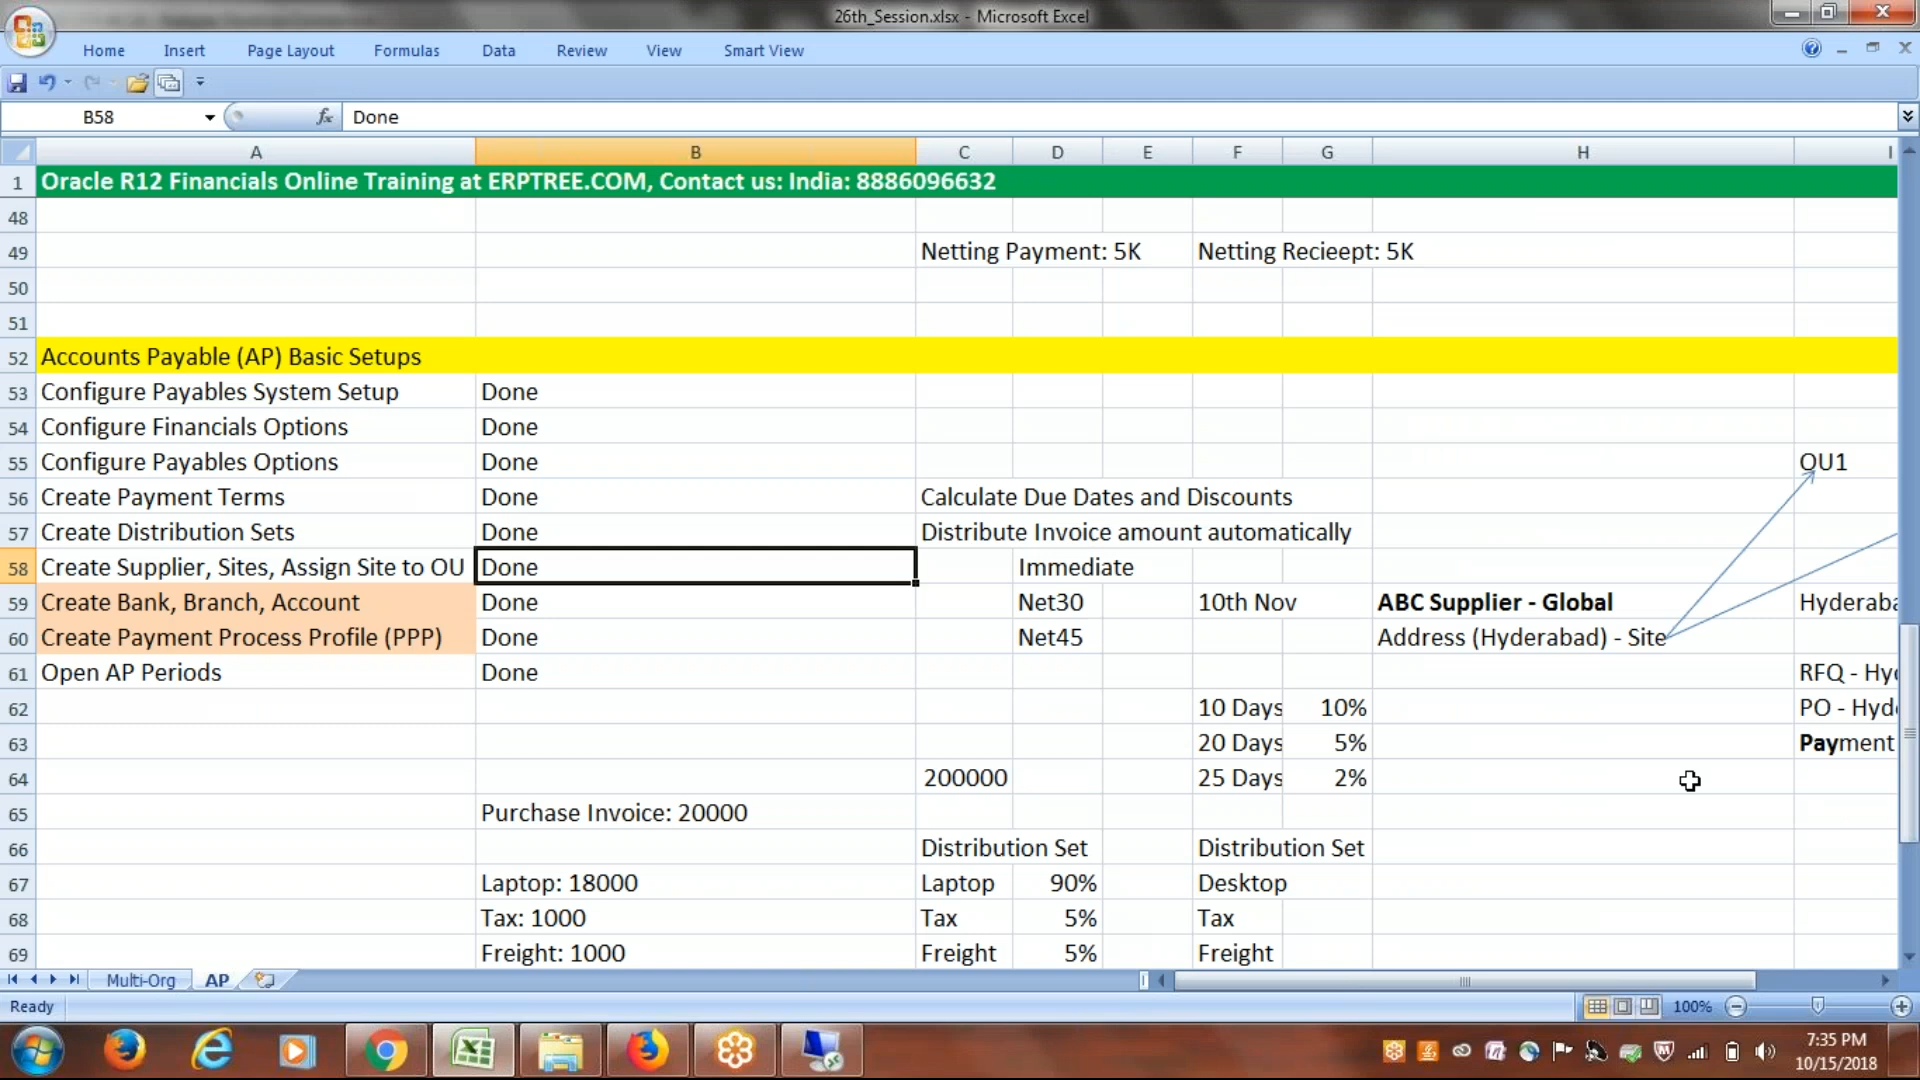 26th_Session.xlsx - Microsoft Excel
Home Insert Page Layout Formulas Data Review View Smart View
B58 fx Done
A B C D E F G H I
1 Oracle R12 Financials Online Training at ERPTREE.COM, Contact us: India: 8886096632
48
49 Netting Payment: 5K Netting Recieept: 5K
50
51
52 Accounts Payable (AP) Basic Setups
53 Configure Payables System Setup Done
54 Configure Financials Options Done
55 Configure Payables Options Done OU1
56 Create Payment Terms Done Calculate Due Dates and Discounts
57 Create Distribution Sets Done Distribute Invoice amount automatically
58 Create Supplier, Sites, Assign Site to OU Done Immediate
59 Create Bank, Branch, Account Done Net30 10th Nov ABC Supplier - Global Hyderaba
60 Create Payment Process Profile (PPP) Done Net45 Address (Hyderabad) - Site
61 Open AP Periods Done RFQ - Hyd
62 10 Days 10% PO - Hyde
63 20 Days 5% Payment
64 200000 25 Days 2%
65 Purchase Invoice: 20000
66 Distribution Set Distribution Set
67 Laptop: 18000 Laptop 90% Desktop
68 Tax: 1000 Tax 5% Tax
69 Freight: 1000 Freight 5% Freight
Multi-Org AP
Ready 100%
7:35 PM
10/15/2018